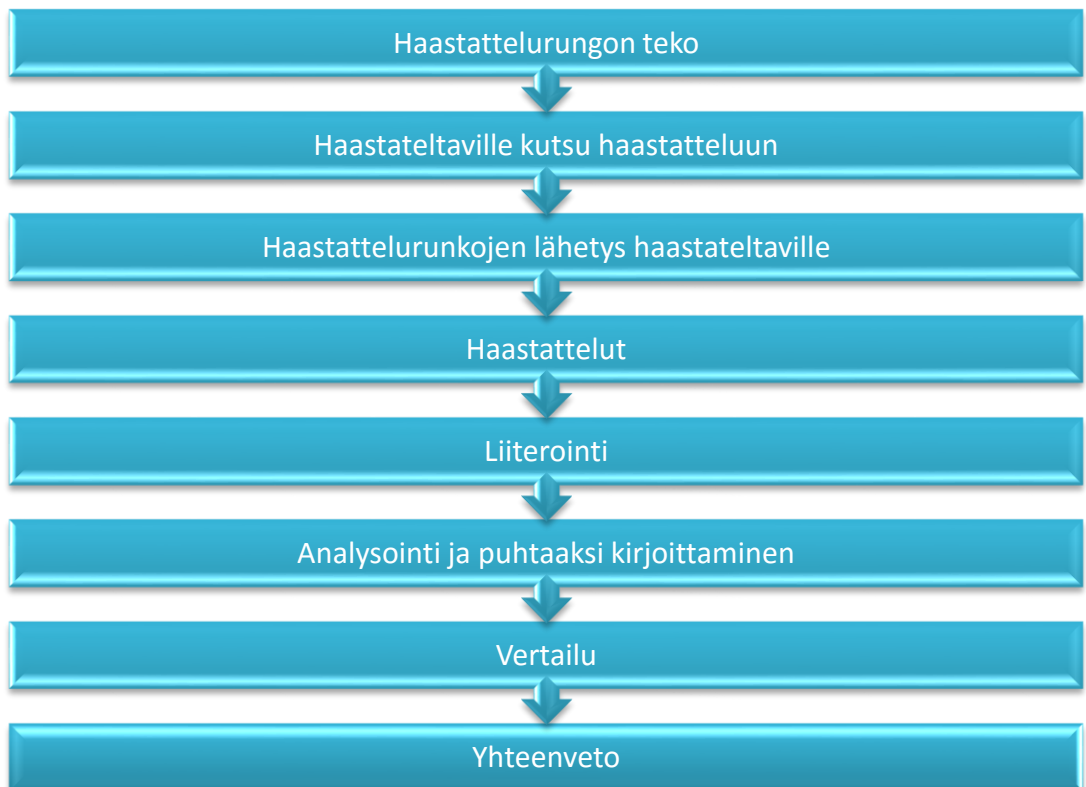 Haastattelurungon teko
Haastateltaville kutsu haastatteluun
Haastattelurunkojen lähetys haastateltaville
Haastattelut
Liiterointi
Analysointi ja puhtaaksi kirjoittaminen
Vertailu
Yhteenveto